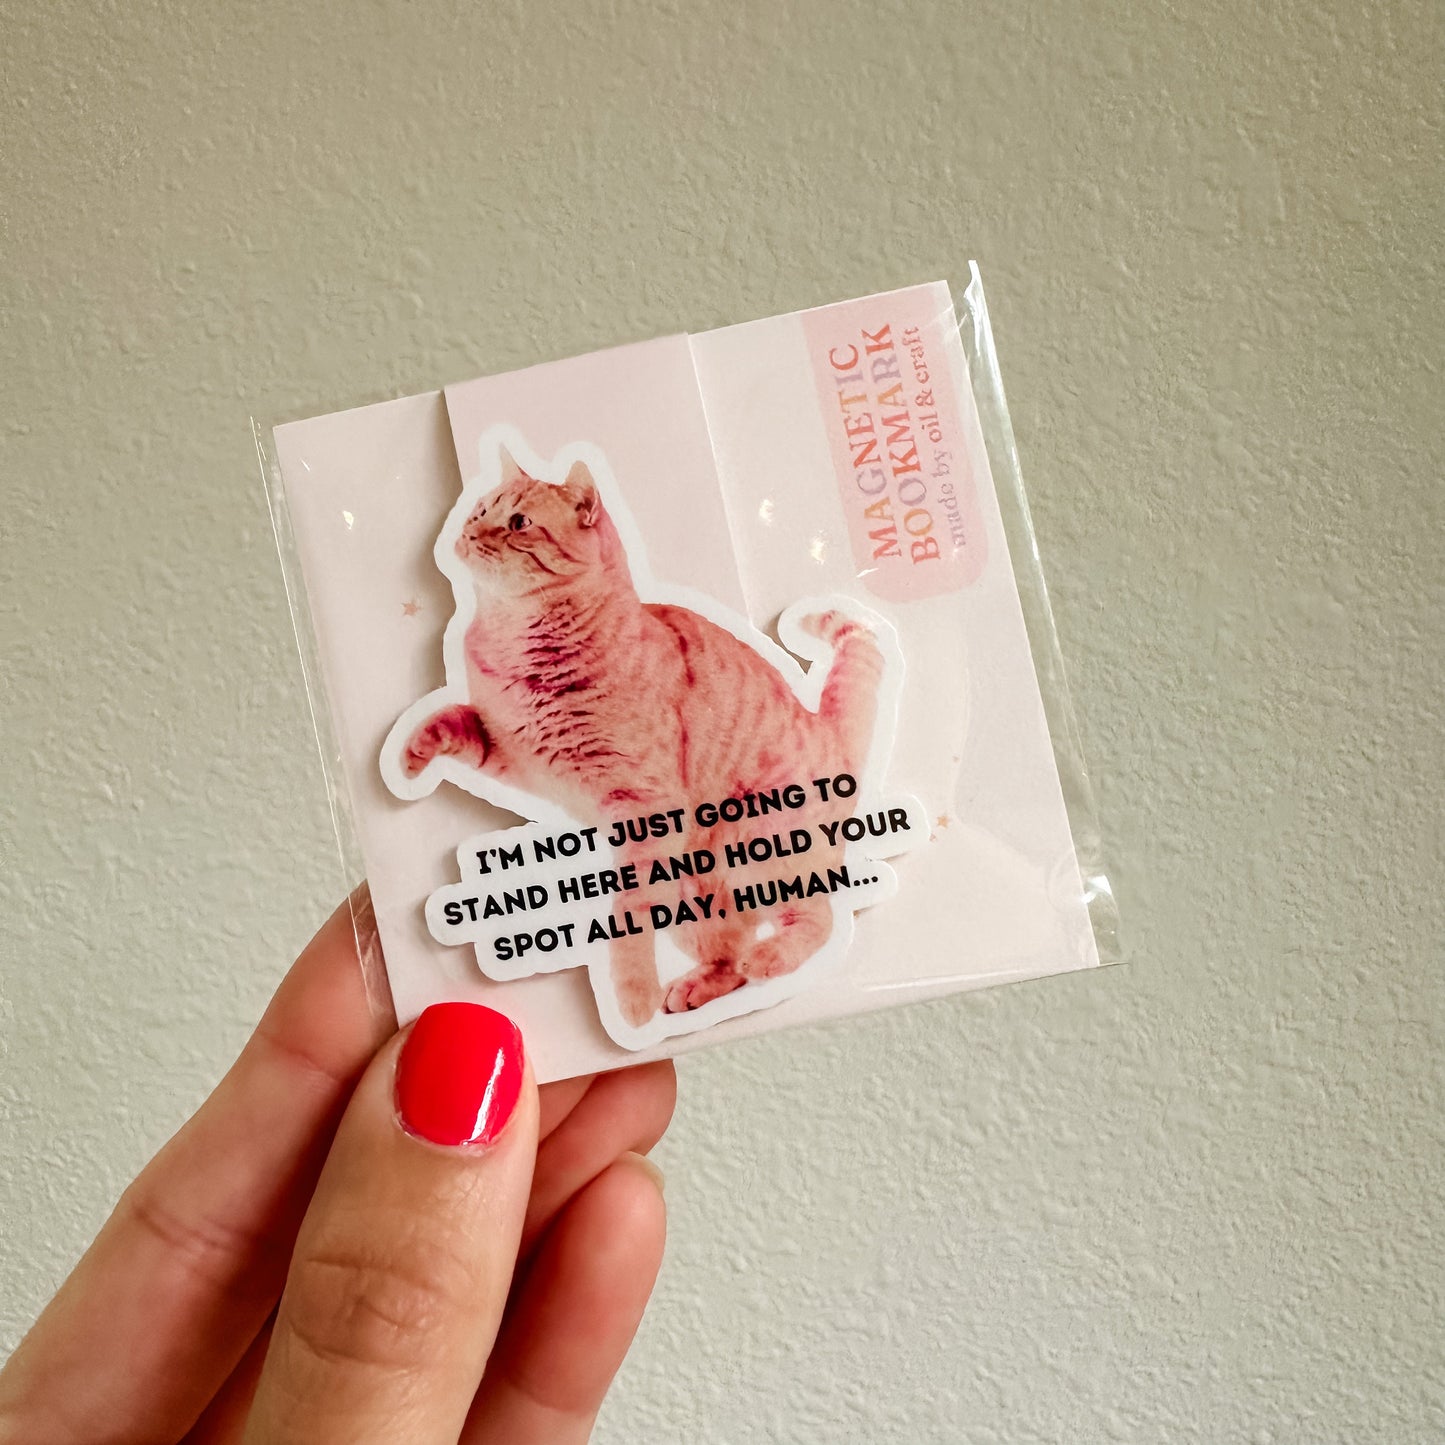 MAGNETIC
BOOKMARK
made by oil & craft
I'M NOT JUST GOING TO
STAND HERE AND HOLD YOUR
SPOT ALL DAY, HUMAN...